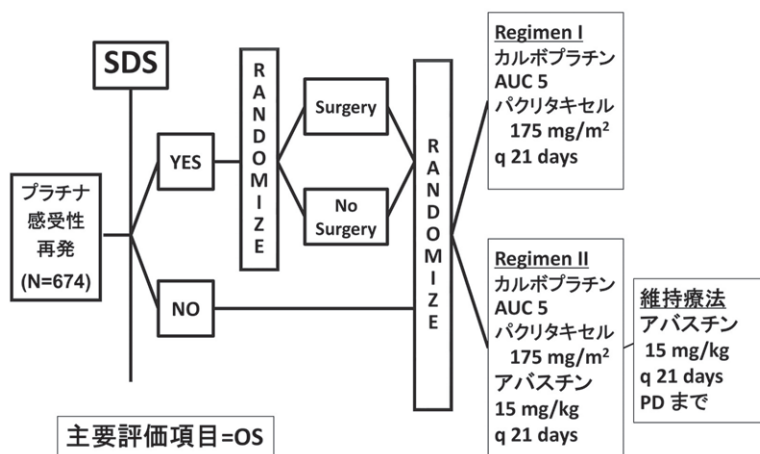 SDS
プラチナ
感受性
再発
(N=674)
YES
NO
RANDOMIZE
Surgery
No
Surgery
RANDOMIZE
Regimen I
カルボプラチン
AUC 5
パクリタキセル
175 mg/m²
q 21 days
Regimen II
カルボプラチン
AUC 5
パクリタキセル
175 mg/m²
アバスチン
15 mg/kg
q 21 days
維持療法
アバスチン
15 mg/kg
q 21 days
PD まで
主要評価項目=OS